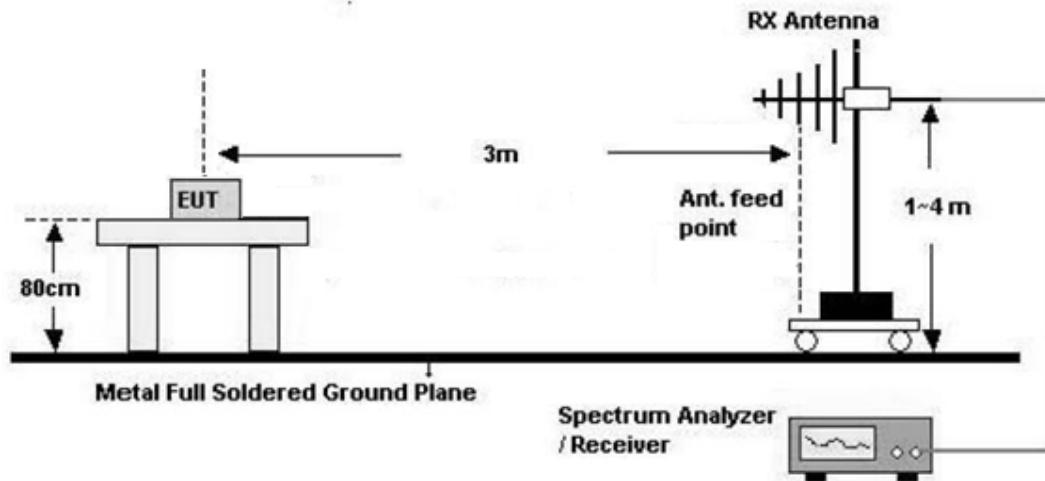 RX Antenna
3m
EUT
Ant. feed
point
1~4 m
80cm
Metal Full Soldered Ground Plane
Spectrum Analyzer
/ Receiver